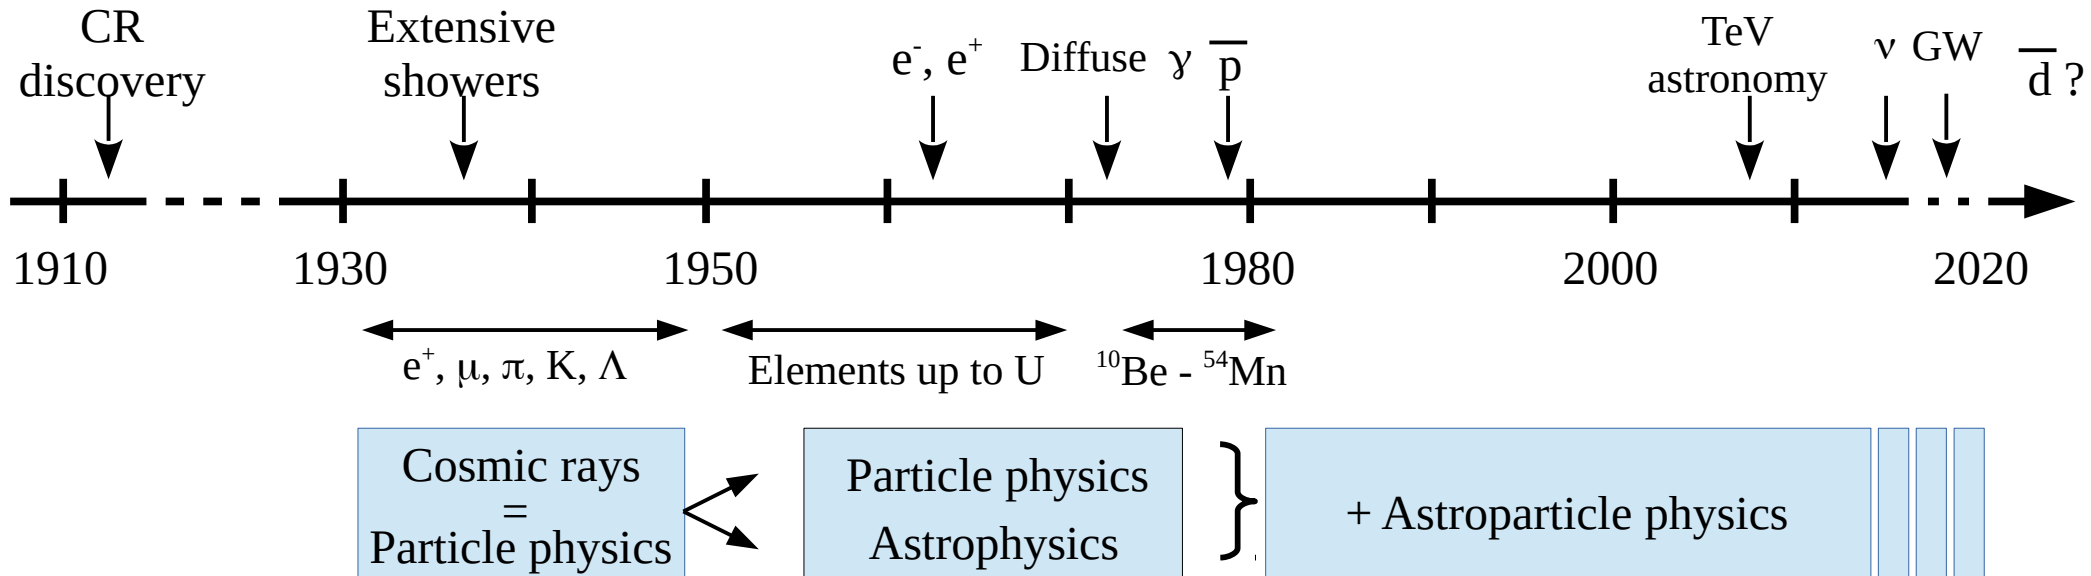 CR
discovery
Extensive
showers
e⁻, e⁺
Diffuse γ
p̅
TeV
astronomy
ν
GW
d̅ ?
1910
1930
1950
1980
2000
2020
e⁺, μ, π, K, Λ
Elements up to U
¹⁰Be - ⁵⁴Mn
Cosmic rays
=
Particle physics
Particle physics
Astrophysics
+ Astroparticle physics